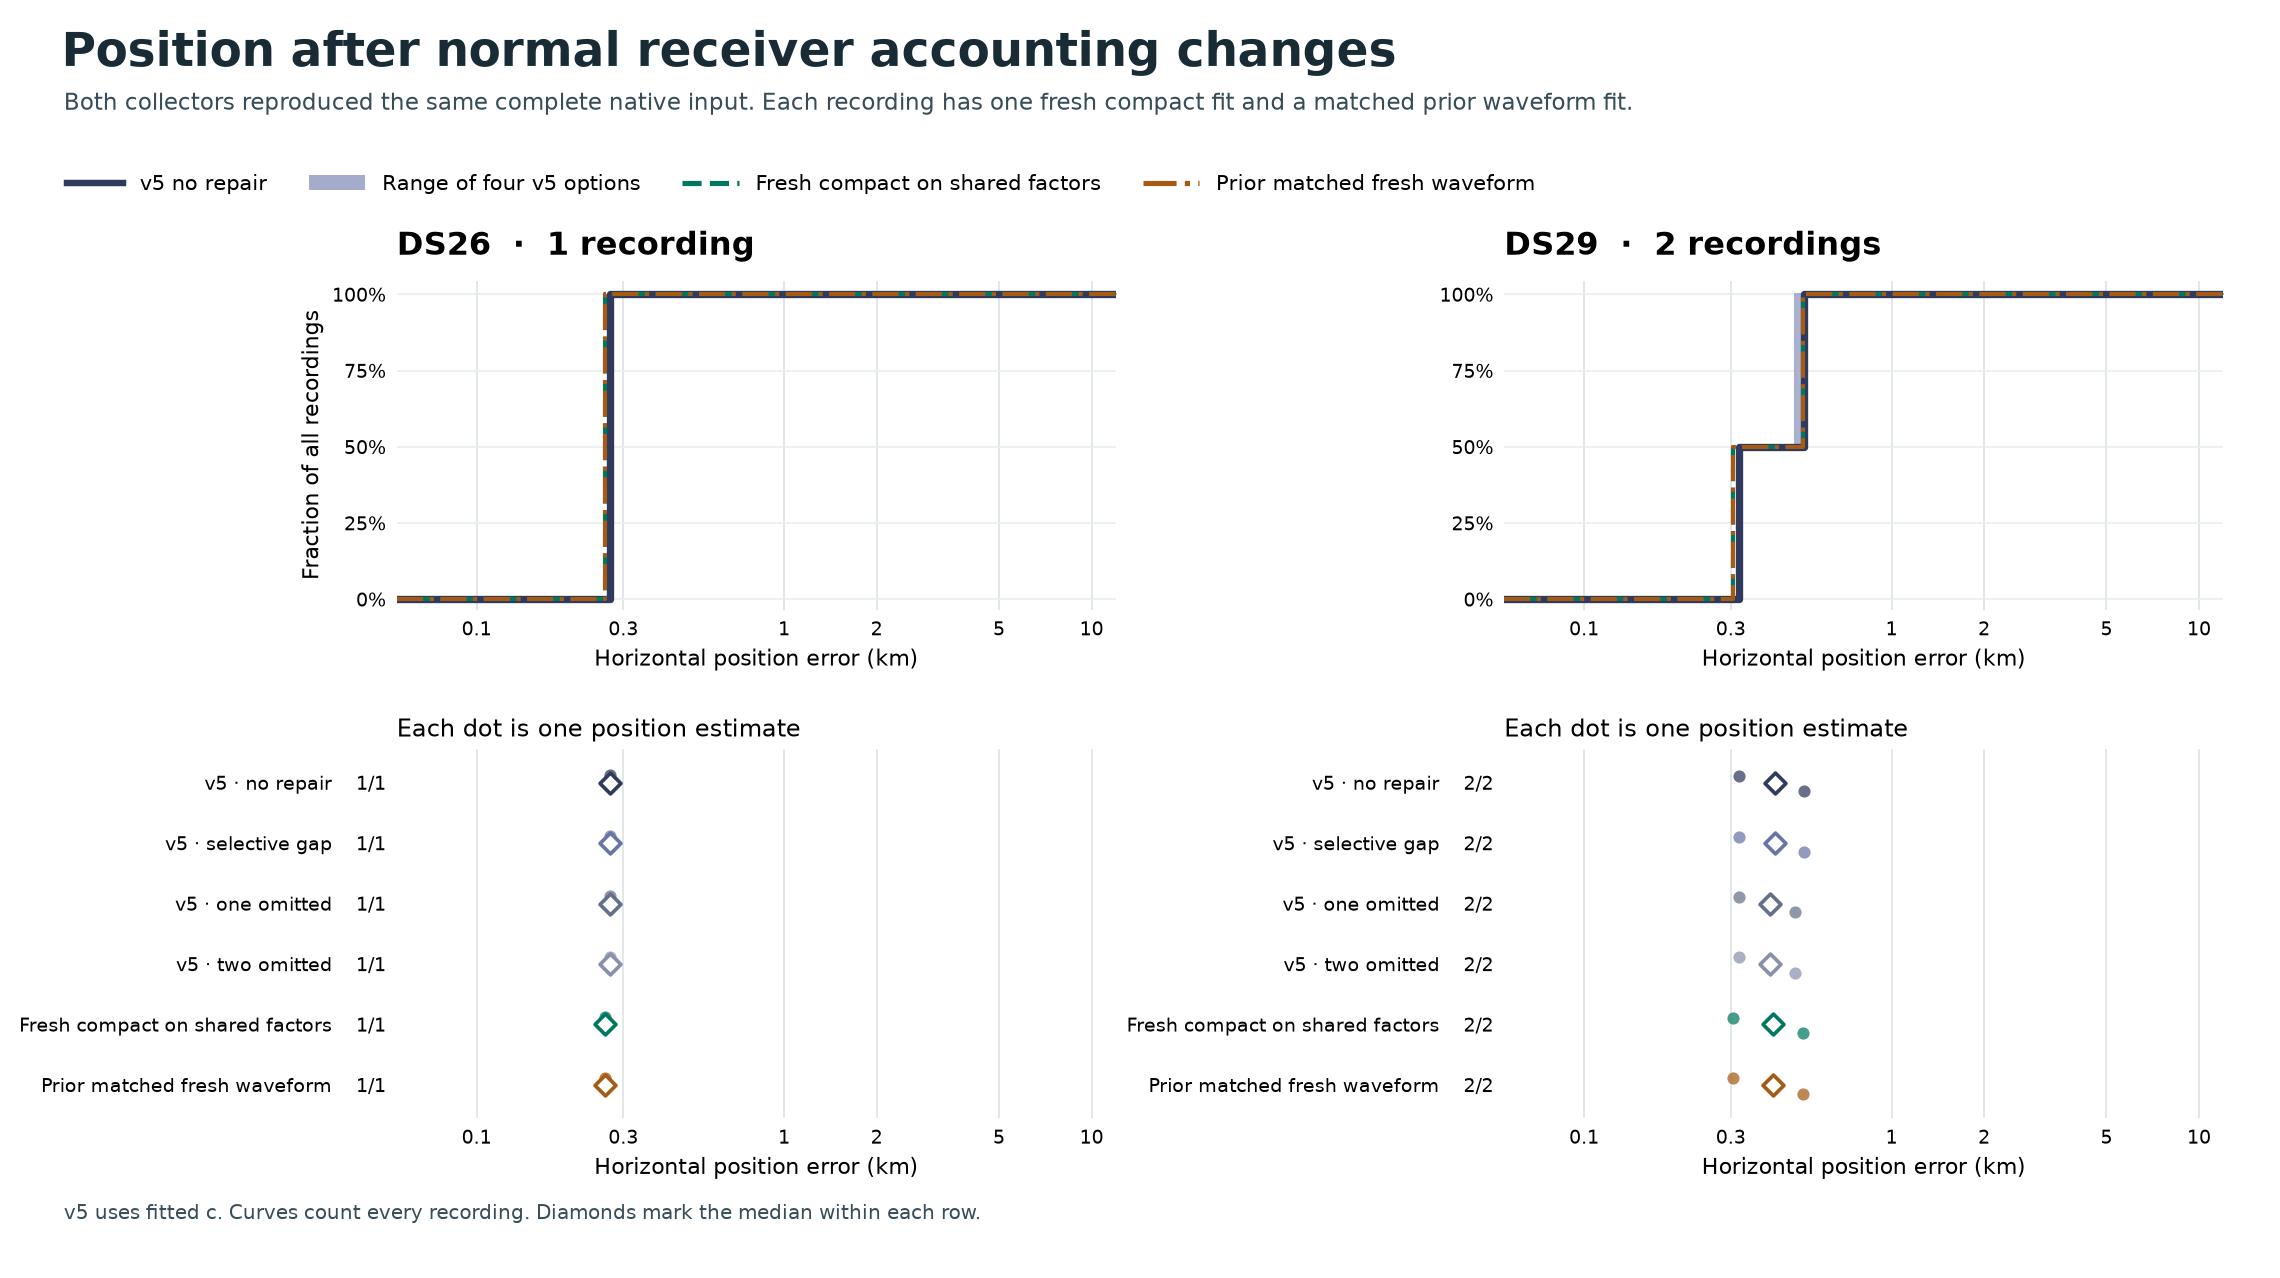 Position after normal receiver accounting changes
Both collectors reproduced the same complete native input. Each recording has one fresh compact fit and a matched prior waveform fit.
v5 no repair
Range of four v5 options
Fresh compact on shared factors
Prior matched fresh waveform
DS26 · 1 recording
Fraction of all recordings
100%
75%
50%
25%
0%
0.1 0.3 1 2 5 10
Horizontal position error (km)
DS29 · 2 recordings
100%
75%
50%
25%
0%
0.1 0.3 1 2 5 10
Horizontal position error (km)
Each dot is one position estimate
v5 · no repair 1/1
v5 · selective gap 1/1
v5 · one omitted 1/1
v5 · two omitted 1/1
Fresh compact on shared factors 1/1
Prior matched fresh waveform 1/1
0.1 0.3 1 2 5 10
Horizontal position error (km)
Each dot is one position estimate
v5 · no repair 2/2
v5 · selective gap 2/2
v5 · one omitted 2/2
v5 · two omitted 2/2
Fresh compact on shared factors 2/2
Prior matched fresh waveform 2/2
0.1 0.3 1 2 5 10
Horizontal position error (km)
v5 uses fitted c. Curves count every recording. Diamonds mark the median within each row.